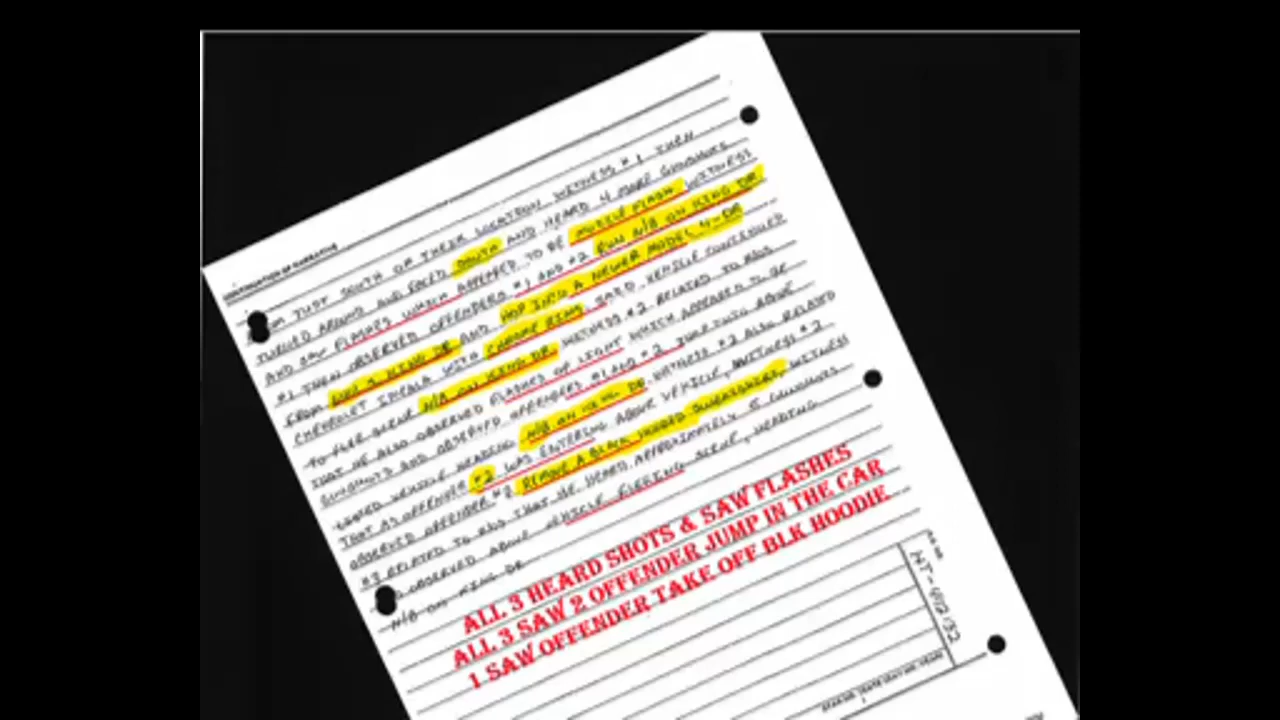 CONTINUATION OF NARRATIVE
JUST SOUTH OF THEIR LOCATION WITNESS #1 THEN
TURNED AROUND AND FACED SOUTH AND HEARD 4 MORE GUNSHOTS
AND SAW FLASHES WHICH APPEARED TO BE MUZZLE FLASH. WITNESS
#1 THEN OBSERVED OFFENDERS #1 AND #2 RUN N/B ON KING DR
FROM KING DR AND HOP INTO A NEWER MODEL 4-DR
CHEVROLET IMPALA WITH CHROME RIMS. SAID VEHICLE CONTINUED
TO FLEE SCENE N/B ON KING DR. WITNESS #2 RELATED TO R/DS
THAT HE ALSO OBSERVED FLASHES OF LIGHT WHICH APPEARED TO BE
GUNSHOTS AND OBSERVED OFFENDERS #1 AND #2 JUMP INTO ABOVE
LISTED VEHICLE HEADING N/B ON KING DR. WITNESS #2 ALSO RELATED
THAT AS OFFENDER #2 WAS ENTERING ABOVE VEHICLE, WITNESS #2
OBSERVED OFFENDER #2 REMOVE A BLACK HOODED SWEATSHIRT. WITNESS
#3 RELATED TO R/DS THAT HE HEARD APPROXIMATELY 5 GUNSHOTS
OBSERVED ABOVE VEHICLE FLEEING SCENE, HEADING
N/B ON KING DR.
ALL 3 HEARD SHOTS & SAW FLASHES
ALL 3 SAW 2 OFFENDER JUMP IN THE CAR
1 SAW OFFENDER TAKE OFF BLK HOODIE